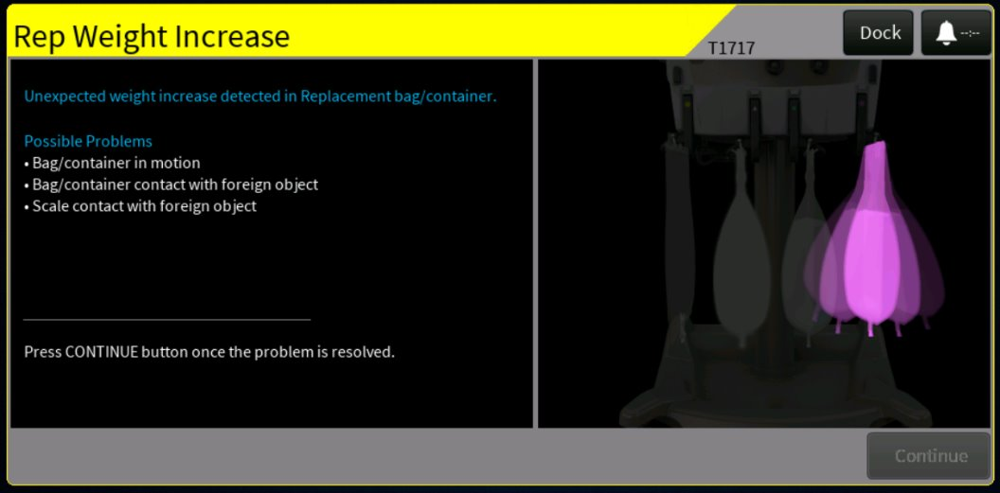 Rep Weight Increase
T1717
Dock
--:--
Unexpected weight increase detected in Replacement bag/container.
Possible Problems
• Bag/container in motion
• Bag/container contact with foreign object
• Scale contact with foreign object
Press CONTINUE button once the problem is resolved.
Continue